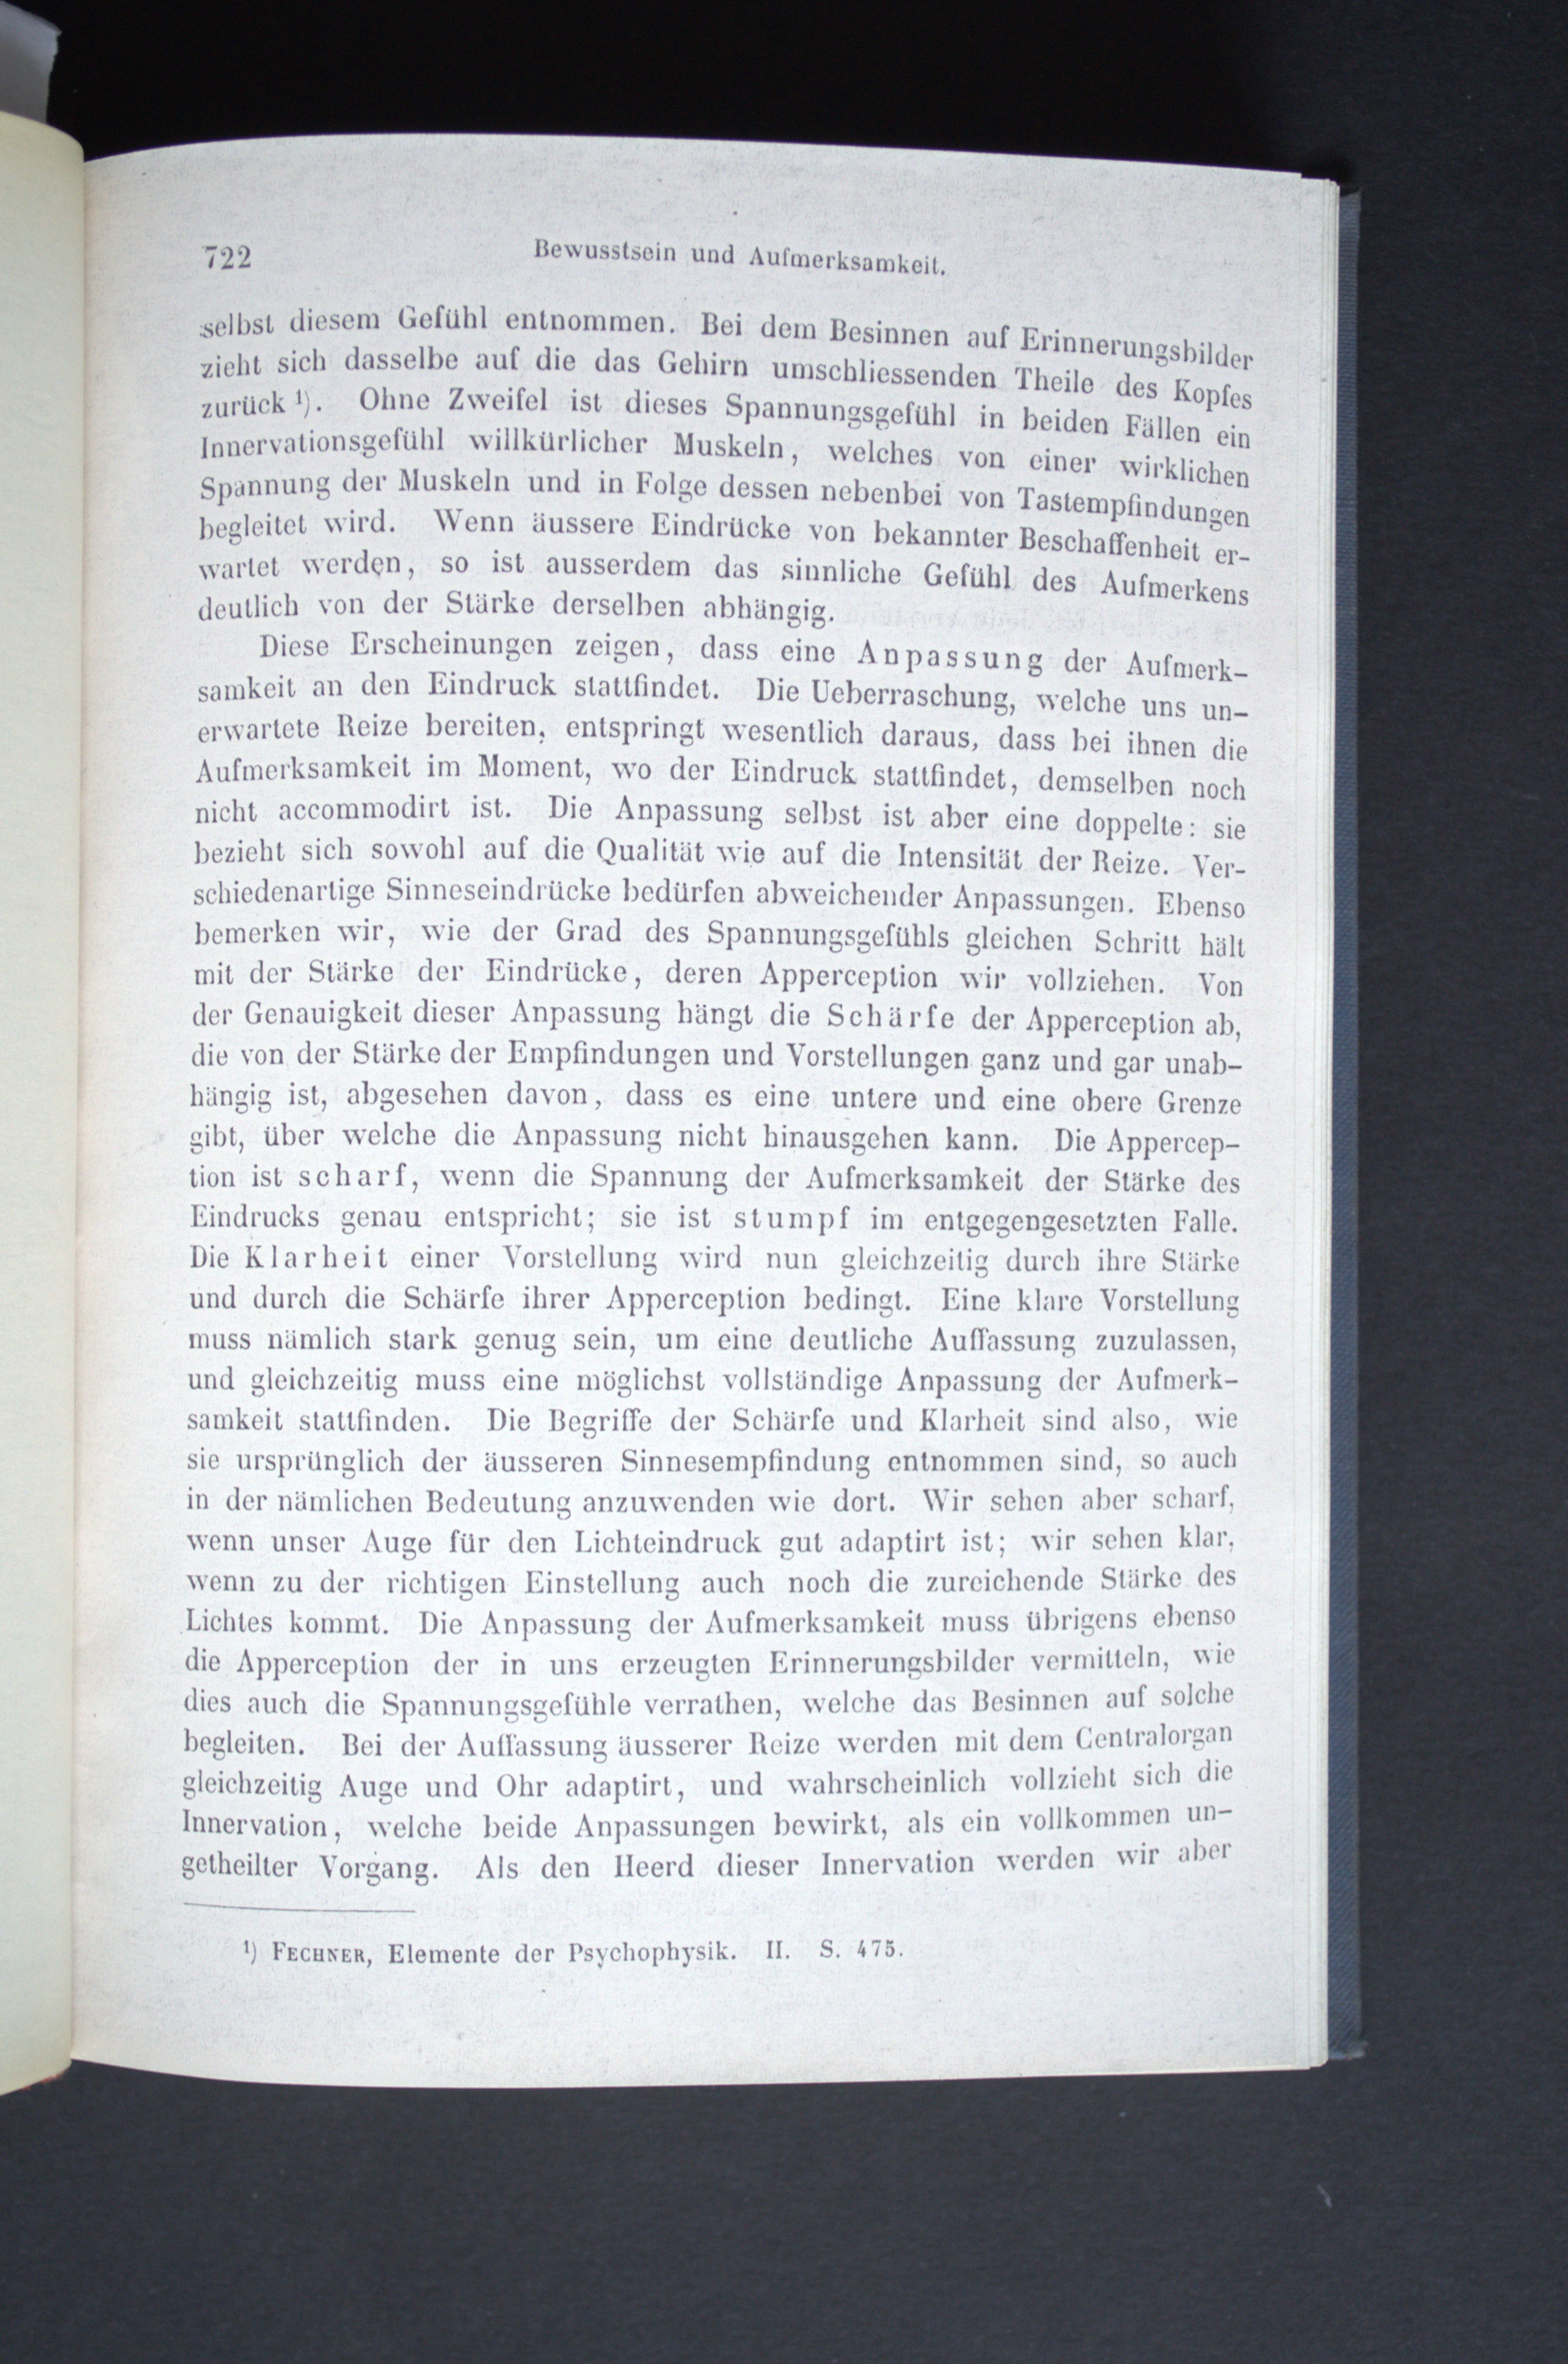 722 Bewusstsein und Aufmerksamkeit.
selbst diesem Gefühl entnommen. Bei dem Besinnen auf Erinnerungsbilder
zieht sich dasselbe auf die das Gehirn umschliessenden Theile des Kopfes
zurück ¹). Ohne Zweifel ist dieses Spannungsgefühl in beiden Fällen ein
Innervationsgefühl willkürlicher Muskeln, welches von einer wirklichen
Spannung der Muskeln und in Folge dessen nebenbei von Tastempfindungen
begleitet wird. Wenn äussere Eindrücke von bekannter Beschaffenheit er-
wartet werden, so ist ausserdem das sinnliche Gefühl des Aufmerkens
deutlich von der Stärke derselben abhängig.
Diese Erscheinungen zeigen, dass eine Anpassung der Aufmerk-
samkeit an den Eindruck stattfindet. Die Ueberraschung, welche uns un-
erwartete Reize bereiten, entspringt wesentlich daraus, dass bei ihnen die
Aufmerksamkeit im Moment, wo der Eindruck stattfindet, demselben noch
nicht accommodirt ist. Die Anpassung selbst ist aber eine doppelte: sie
bezieht sich sowohl auf die Qualität wie auf die Intensität der Reize. Ver-
schiedenartige Sinneseindrücke bedürfen abweichender Anpassungen. Ebenso
bemerken wir, wie der Grad des Spannungsgefühls gleichen Schritt hält
mit der Stärke der Eindrücke, deren Apperception wir vollziehen. Von
der Genauigkeit dieser Anpassung hängt die Schärfe der Apperception ab,
die von der Stärke der Empfindungen und Vorstellungen ganz und gar unab-
hängig ist, abgesehen davon, dass es eine untere und eine obere Grenze
gibt, über welche die Anpassung nicht hinausgehen kann. Die Appercep-
tion ist scharf, wenn die Spannung der Aufmerksamkeit der Stärke des
Eindrucks genau entspricht; sie ist stumpf im entgegengesetzten Falle.
Die Klarheit einer Vorstellung wird nun gleichzeitig durch ihre Stärke
und durch die Schärfe ihrer Apperception bedingt. Eine klare Vorstellung
muss nämlich stark genug sein, um eine deutliche Auffassung zuzulassen,
und gleichzeitig muss eine möglichst vollständige Anpassung der Aufmerk-
samkeit stattfinden. Die Begriffe der Schärfe und Klarheit sind also, wie
sie ursprünglich der äusseren Sinnesempfindung entnommen sind, so auch
in der nämlichen Bedeutung anzuwenden wie dort. Wir sehen aber scharf,
wenn unser Auge für den Lichteindruck gut adaptirt ist; wir sehen klar,
wenn zu der richtigen Einstellung auch noch die zureichende Stärke des
Lichtes kommt. Die Anpassung der Aufmerksamkeit muss übrigens ebenso
die Apperception der in uns erzeugten Erinnerungsbilder vermitteln, wie
dies auch die Spannungsgefühle verrathen, welche das Besinnen auf solche
begleiten. Bei der Auffassung äusserer Reize werden mit dem Centralorgan
gleichzeitig Auge und Ohr adaptirt, und wahrscheinlich vollzieht sich die
Innervation, welche beide Anpassungen bewirkt, als ein vollkommen un-
getheilter Vorgang. Als den Heerd dieser Innervation werden wir aber
¹) FECHNER, Elemente der Psychophysik. II. S. 475.